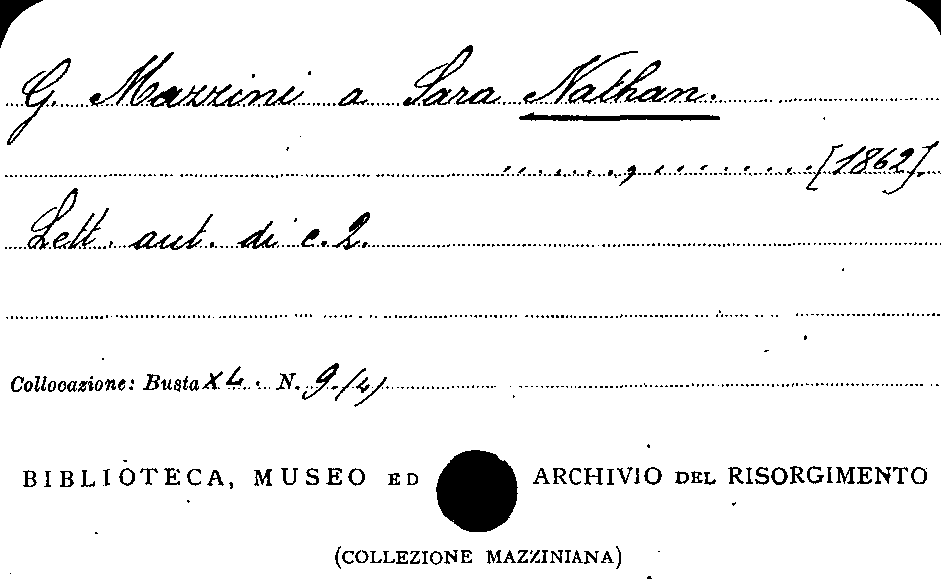 G. Mazzini a Sara Nathan.
......, ........ [1862].
Lett. aut. di c. 2.
Collocazione: Busta XL. N. 9.(4)
BIBLIOTECA, MUSEO ED ARCHIVIO DEL RISORGIMENTO
(COLLEZIONE MAZZINIANA)